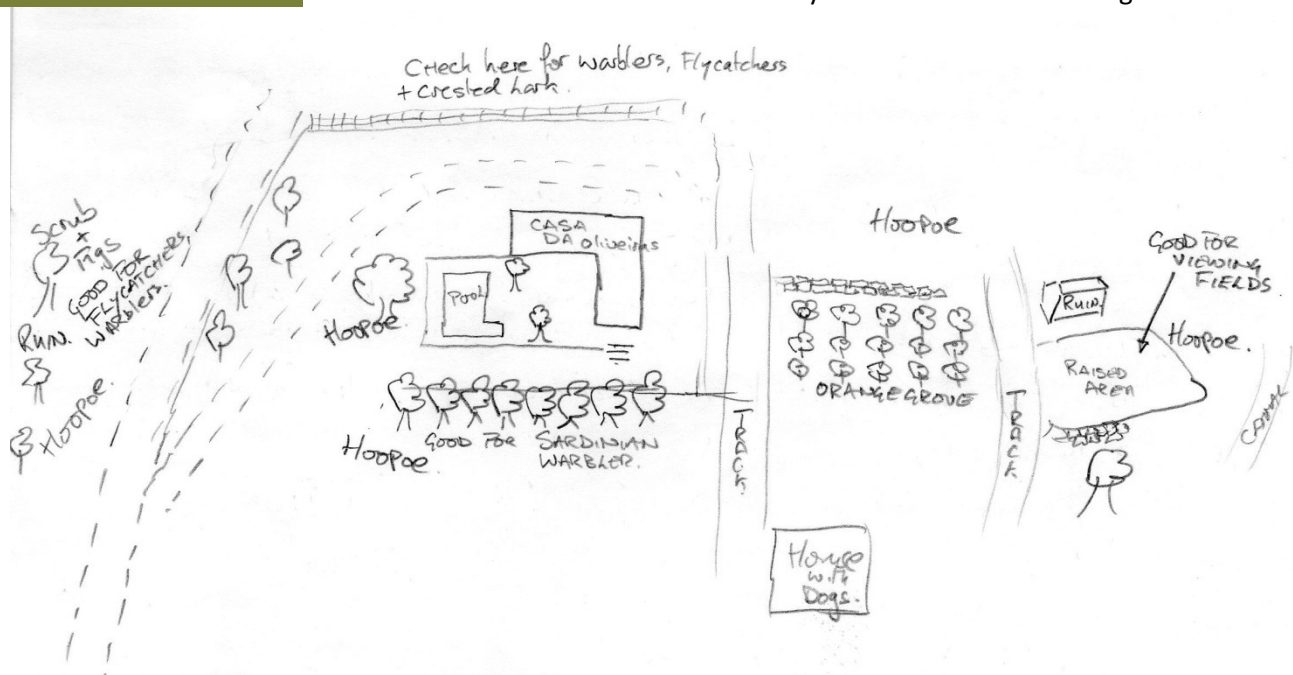 CHeck here for warblers, Flycatchers
+ Crested Lark.
Scrub
+
Figs
GOOD FOR
FLYCATCHERS,
WARBLERS.
RUIN.
HOOPOE.
CASA
DA oliveiras
POOL
HOOPOE.
HOOPOE.
GOOD FOR SARDINIAN
WARBLER.
TRACK.
HOOPOE
ORANGE GROVE
House
with
Dogs.
TRACK
GOOD FOR
VIEWING
FIELDS
RUIN.
HOOPOE.
RAISED
AREA
CANAL